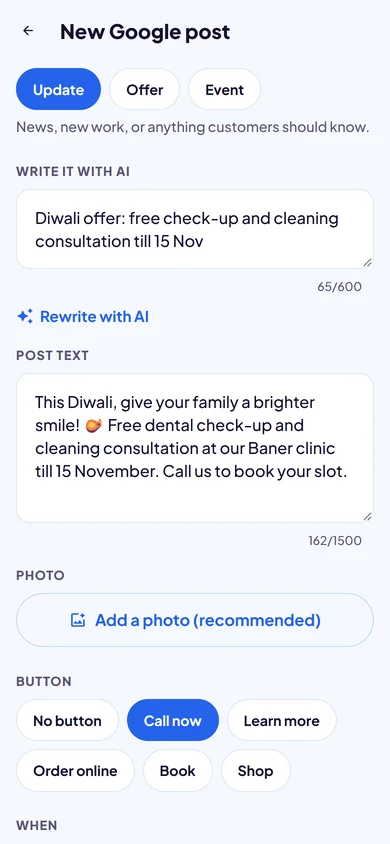 New Google post
Update
Offer
Event
News, new work, or anything customers should know.
WRITE IT WITH AI
Diwali offer: free check-up and cleaning
consultation till 15 Nov
65/600
Rewrite with AI
POST TEXT
This Diwali, give your family a brighter
smile! 🪔 Free dental check-up and
cleaning consultation at our Baner clinic
till 15 November. Call us to book your slot.
162/1500
PHOTO
Add a photo (recommended)
BUTTON
No button
Call now
Learn more
Order online
Book
Shop
WHEN